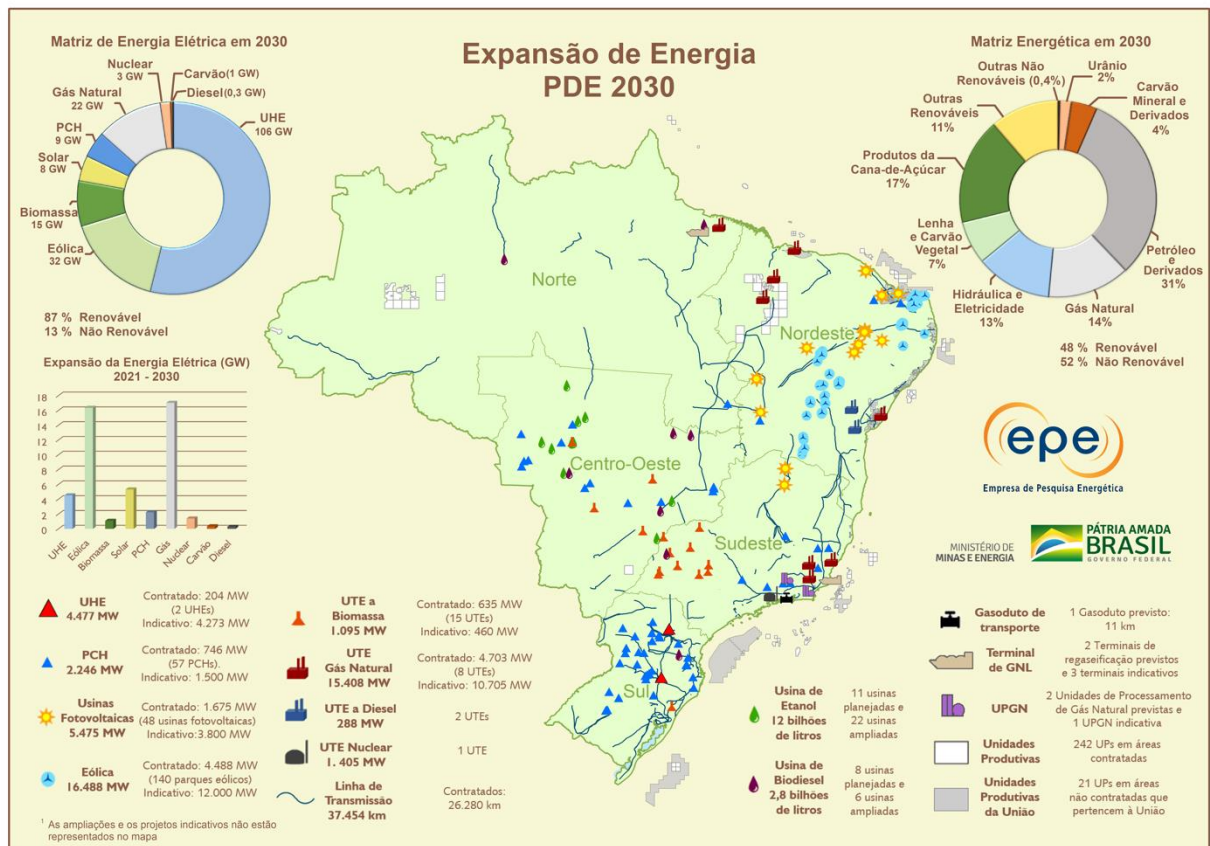 Expansão de Energia
PDE 2030
Matriz de Energia Elétrica em 2030
Nuclear
3 GW
Carvão(1 GW)
Diesel(0,3 GW)
Gás Natural
22 GW
UHE
106 GW
PCH
9 GW
Solar
8 GW
Biomassa
15 GW
Eólica
32 GW
87 % Renovável
13 % Não Renovável
Expansão da Energia Elétrica (GW)
2021 - 2030
18
16
14
12
10
8
6
4
2
0
UHE
Eólica
Biomassa
Solar
PCH
Gás
Nuclear
Carvão
Diesel
Matriz Energética em 2030
Outras Não
Renováveis (0,4%)
Urânio
2%
Carvão
Mineral e
Derivados
4%
Outras
Renováveis
11%
Produtos da
Cana-de-Açúcar
17%
Lenha
e Carvão
Vegetal
7%
Hidráulica e
Eletricidade
13%
Gás Natural
14%
Petróleo e
Derivados
31%
48 % Renovável
52 % Não Renovável
Norte
Nordeste
Centro-Oeste
Sudeste
Sul
epe
Empresa de Pesquisa Energética
MINISTÉRIO DE
MINAS E ENERGIA
PÁTRIA AMADA
BRASIL
GOVERNO FEDERAL
UHE
4.477 MW
Contratado: 204 MW
(2 UHEs)
Indicativo: 4.273 MW
PCH
2.246 MW
Contratado: 746 MW
(57 PCHs).
Indicativo: 1.500 MW
Usinas
Fotovoltaicas
5.475 MW
Contratado: 1.675 MW
(48 usinas fotovoltaicas)
Indicativo:3.800 MW
Eólica
16.488 MW
Contratado: 4.488 MW
(140 parques eólicos)
Indicativo: 12.000 MW
UTE a
Biomassa
1.095 MW
Contratado: 635 MW
(15 UTEs)
Indicativo: 460 MW
UTE
Gás Natural
15.408 MW
Contratado: 4.703 MW
(8 UTEs)
Indicativo: 10.705 MW
UTE a Diesel
288 MW
2 UTEs
UTE Nuclear
1. 405 MW
1 UTE
Linha de
Transmissão
37.454 km
Contratados:
26.280 km
Usina de
Etanol
12 bilhões
de litros
11 usinas
planejadas e
22 usinas
ampliadas
Usina de
Biodiesel
2,8 bilhões
de litros
8 usinas
planejadas e
6 usinas
ampliadas
Gasoduto de
transporte
1 Gasoduto previsto:
11 km
Terminal
de GNL
2 Terminais de
regaseificação previstos
e 3 terminais indicativos
UPGN
2 Unidades de Processamento
de Gás Natural previstas e
1 UPGN indicativa
Unidades
Produtivas
242 UPs em áreas
contratadas
Unidades
Produtivas
da União
21 UPs em áreas
não contratadas que
pertencem à União
1 As ampliações e os projetos indicativos não estão
representados no mapa